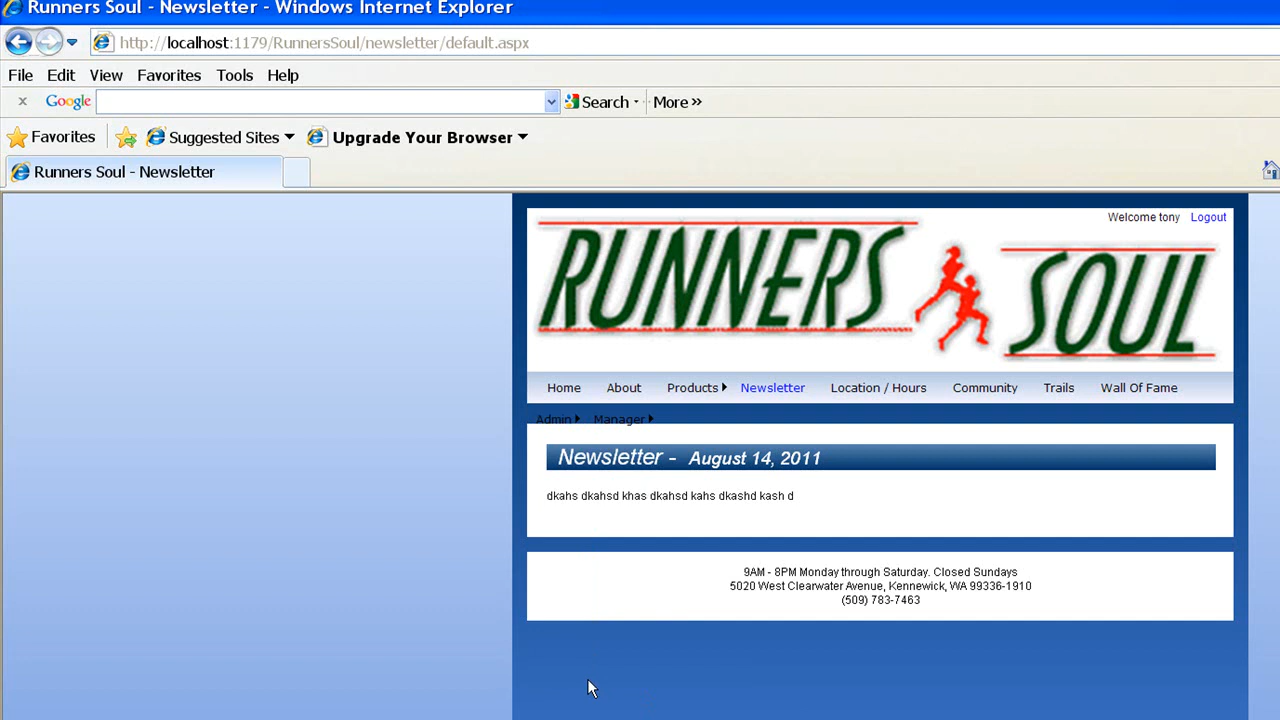 Runners Soul - Newsletter - Windows Internet Explorer
http://localhost:1179/RunnersSoul/newsletter/default.aspx
File Edit View Favorites Tools Help
x Google Search More »
Favorites Suggested Sites Upgrade Your Browser
Runners Soul - Newsletter
Welcome tony Logout
RUNNERS SOUL
Home About Products Newsletter Location / Hours Community Trails Wall Of Fame
Admin Manager
Newsletter - August 14, 2011
dkahs dkahsd khas dkahsd kahs dkashd kash d
9AM - 8PM Monday through Saturday. Closed Sundays
5020 West Clearwater Avenue, Kennewick, WA 99336-1910
(509) 783-7463